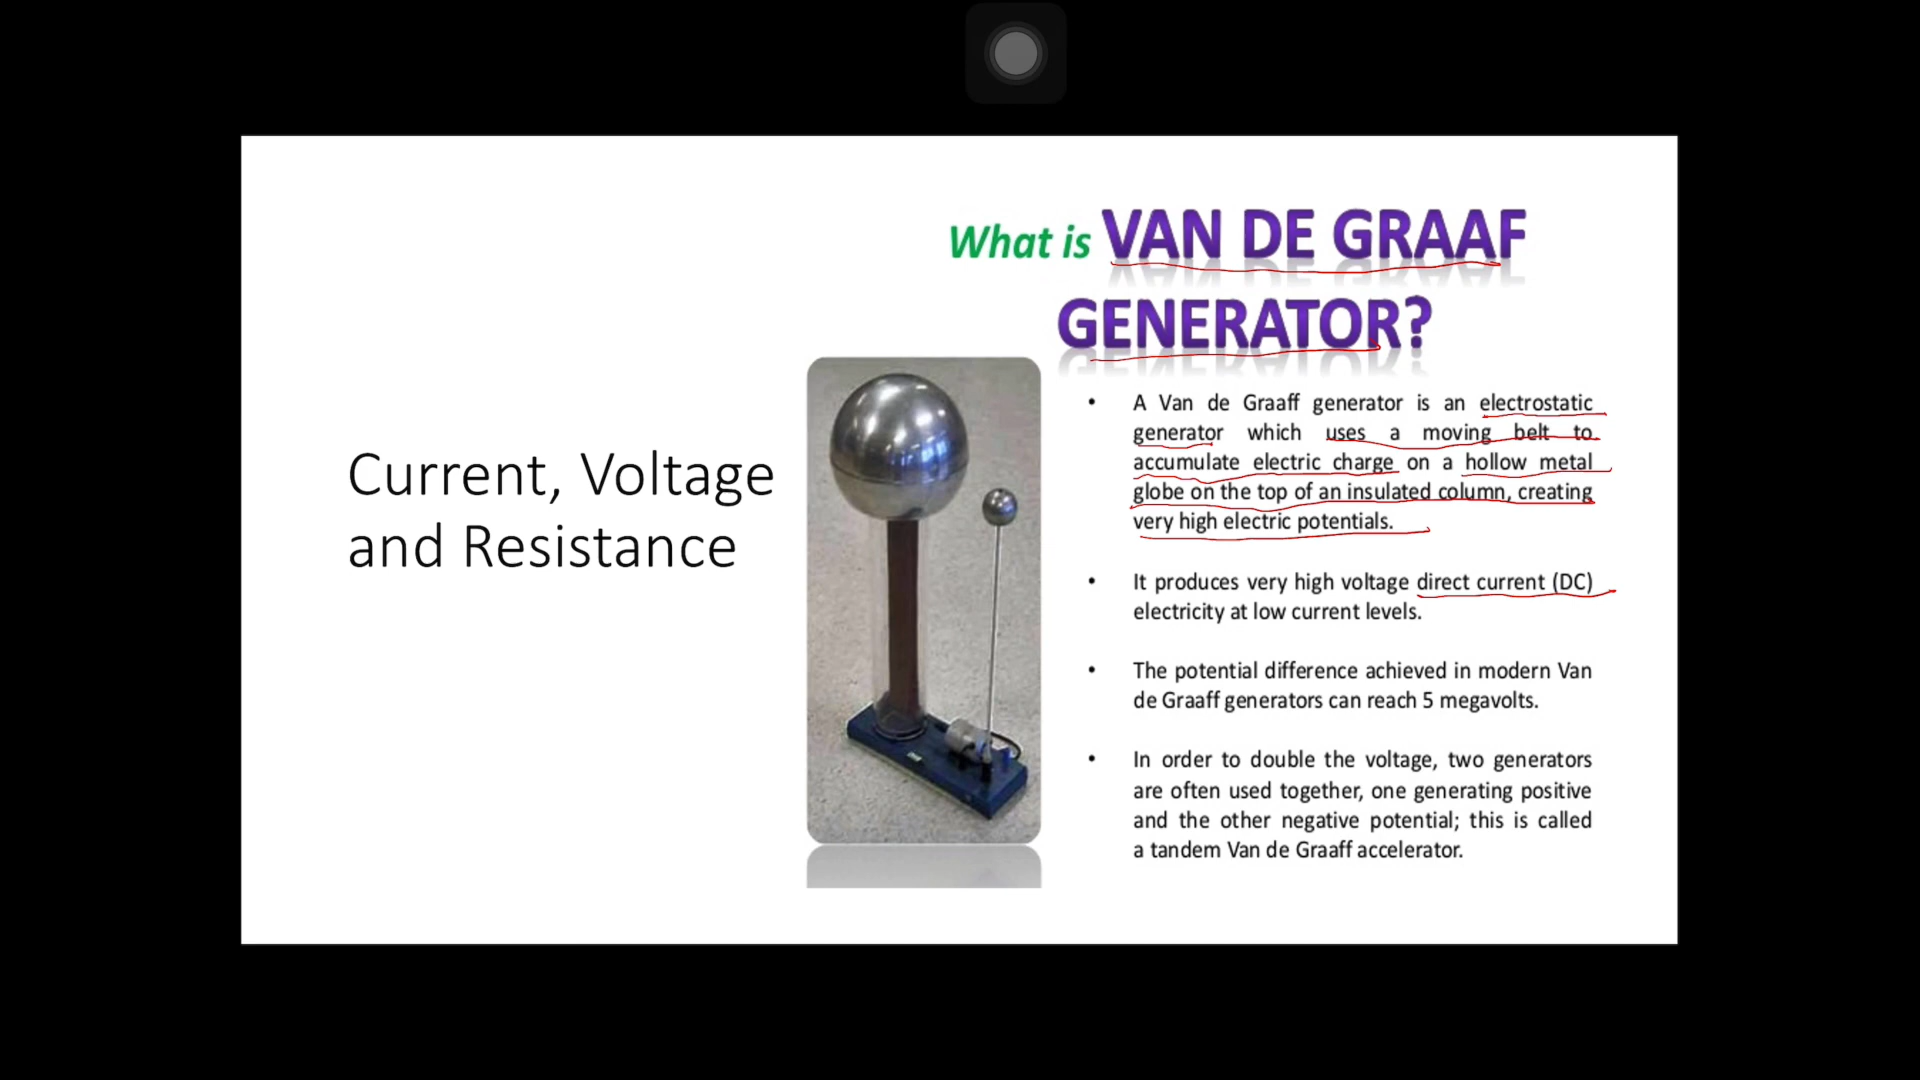 Current, Voltage
and Resistance
What is VAN DE GRAAF
GENERATOR?
• A Van de Graaff generator is an electrostatic
generator which uses a moving belt to
accumulate electric charge on a hollow metal
globe on the top of an insulated column, creating
very high electric potentials.
• It produces very high voltage direct current (DC)
electricity at low current levels.
• The potential difference achieved in modern Van
de Graaff generators can reach 5 megavolts.
• In order to double the voltage, two generators
are often used together, one generating positive
and the other negative potential; this is called
a tandem Van de Graaff accelerator.